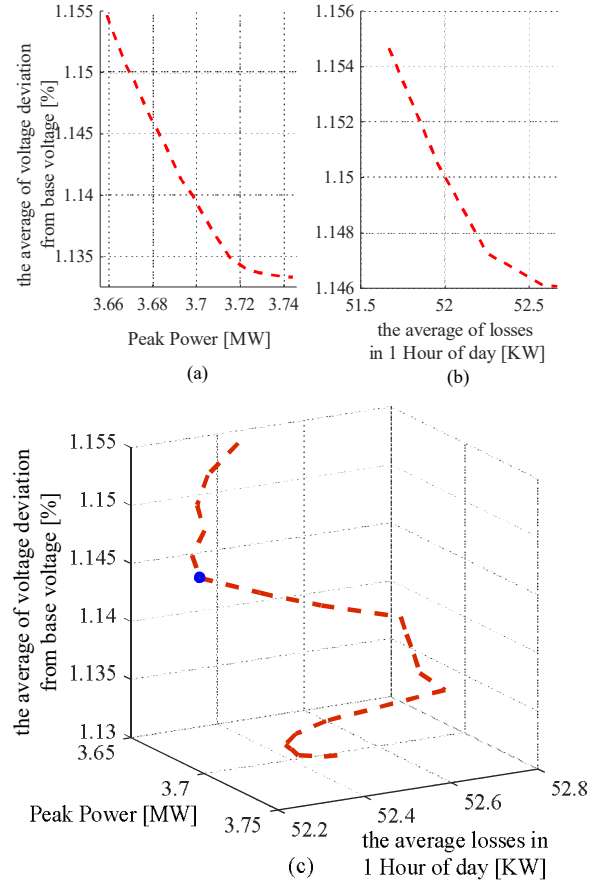 the average of voltage deviation
from base voltage [%]
1.155
1.15
1.145
1.14
1.135
3.66 3.68 3.7 3.72 3.74
Peak Power [MW]
(a)
1.156
1.154
1.152
1.15
1.148
1.146
51.5 52 52.5
the average of losses
in 1 Hour of day [KW]
(b)
the average of voltage deviation
from base voltage [%]
1.155
1.15
1.145
1.14
1.135
1.13
3.65
3.7
3.75
Peak Power [MW]
52.2
52.4
52.6
52.8
the average losses in
1 Hour of day [KW]
(c)